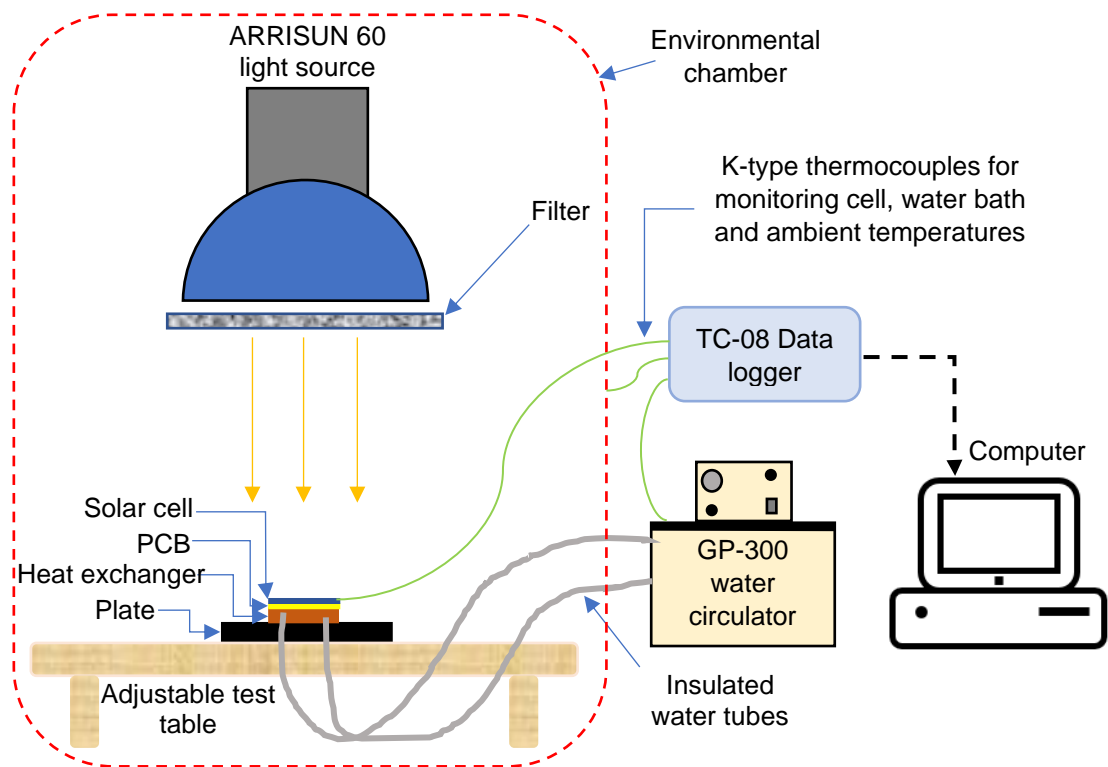 ARRISUN 60
light source
Environmental
chamber
K-type thermocouples for
monitoring cell, water bath
and ambient temperatures
Filter
TC-08 Data
logger
Computer
Solar cell
PCB
Heat exchanger
Plate
GP-300
water
circulator
Adjustable test
table
Insulated
water tubes